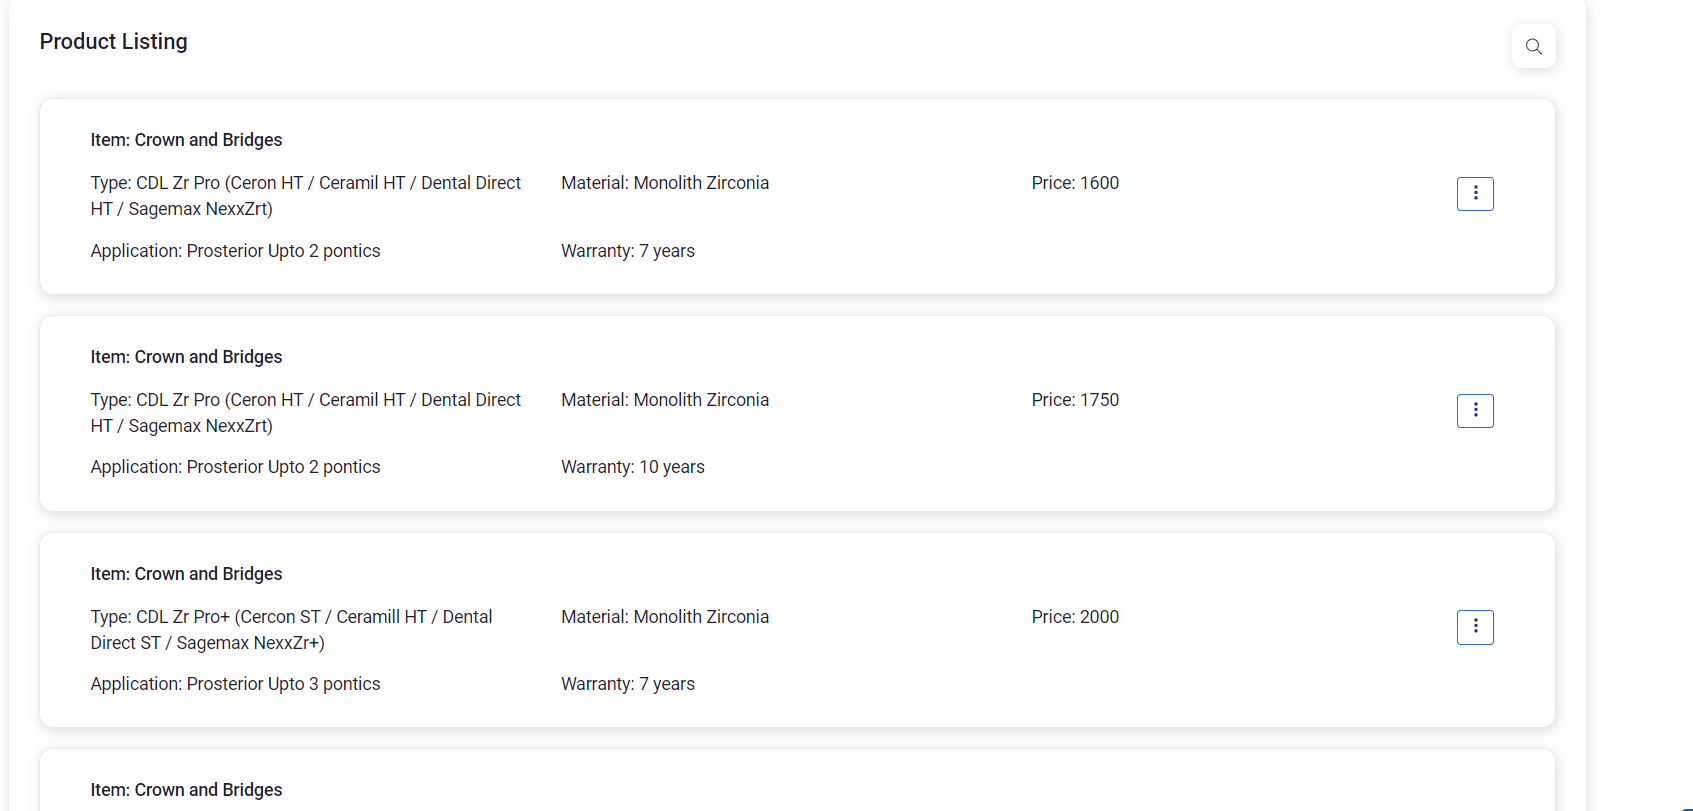 Product Listing
Item: Crown and Bridges
Type: CDL Zr Pro (Ceron HT / Ceramil HT / Dental Direct
HT / Sagemax NexxZrt)
Material: Monolith Zirconia
Price: 1600
Application: Prosterior Upto 2 pontics
Warranty: 7 years
Item: Crown and Bridges
Type: CDL Zr Pro (Ceron HT / Ceramil HT / Dental Direct
HT / Sagemax NexxZrt)
Material: Monolith Zirconia
Price: 1750
Application: Prosterior Upto 2 pontics
Warranty: 10 years
Item: Crown and Bridges
Type: CDL Zr Pro+ (Cercon ST / Ceramill HT / Dental
Direct ST / Sagemax NexxZr+)
Material: Monolith Zirconia
Price: 2000
Application: Prosterior Upto 3 pontics
Warranty: 7 years
Item: Crown and Bridges